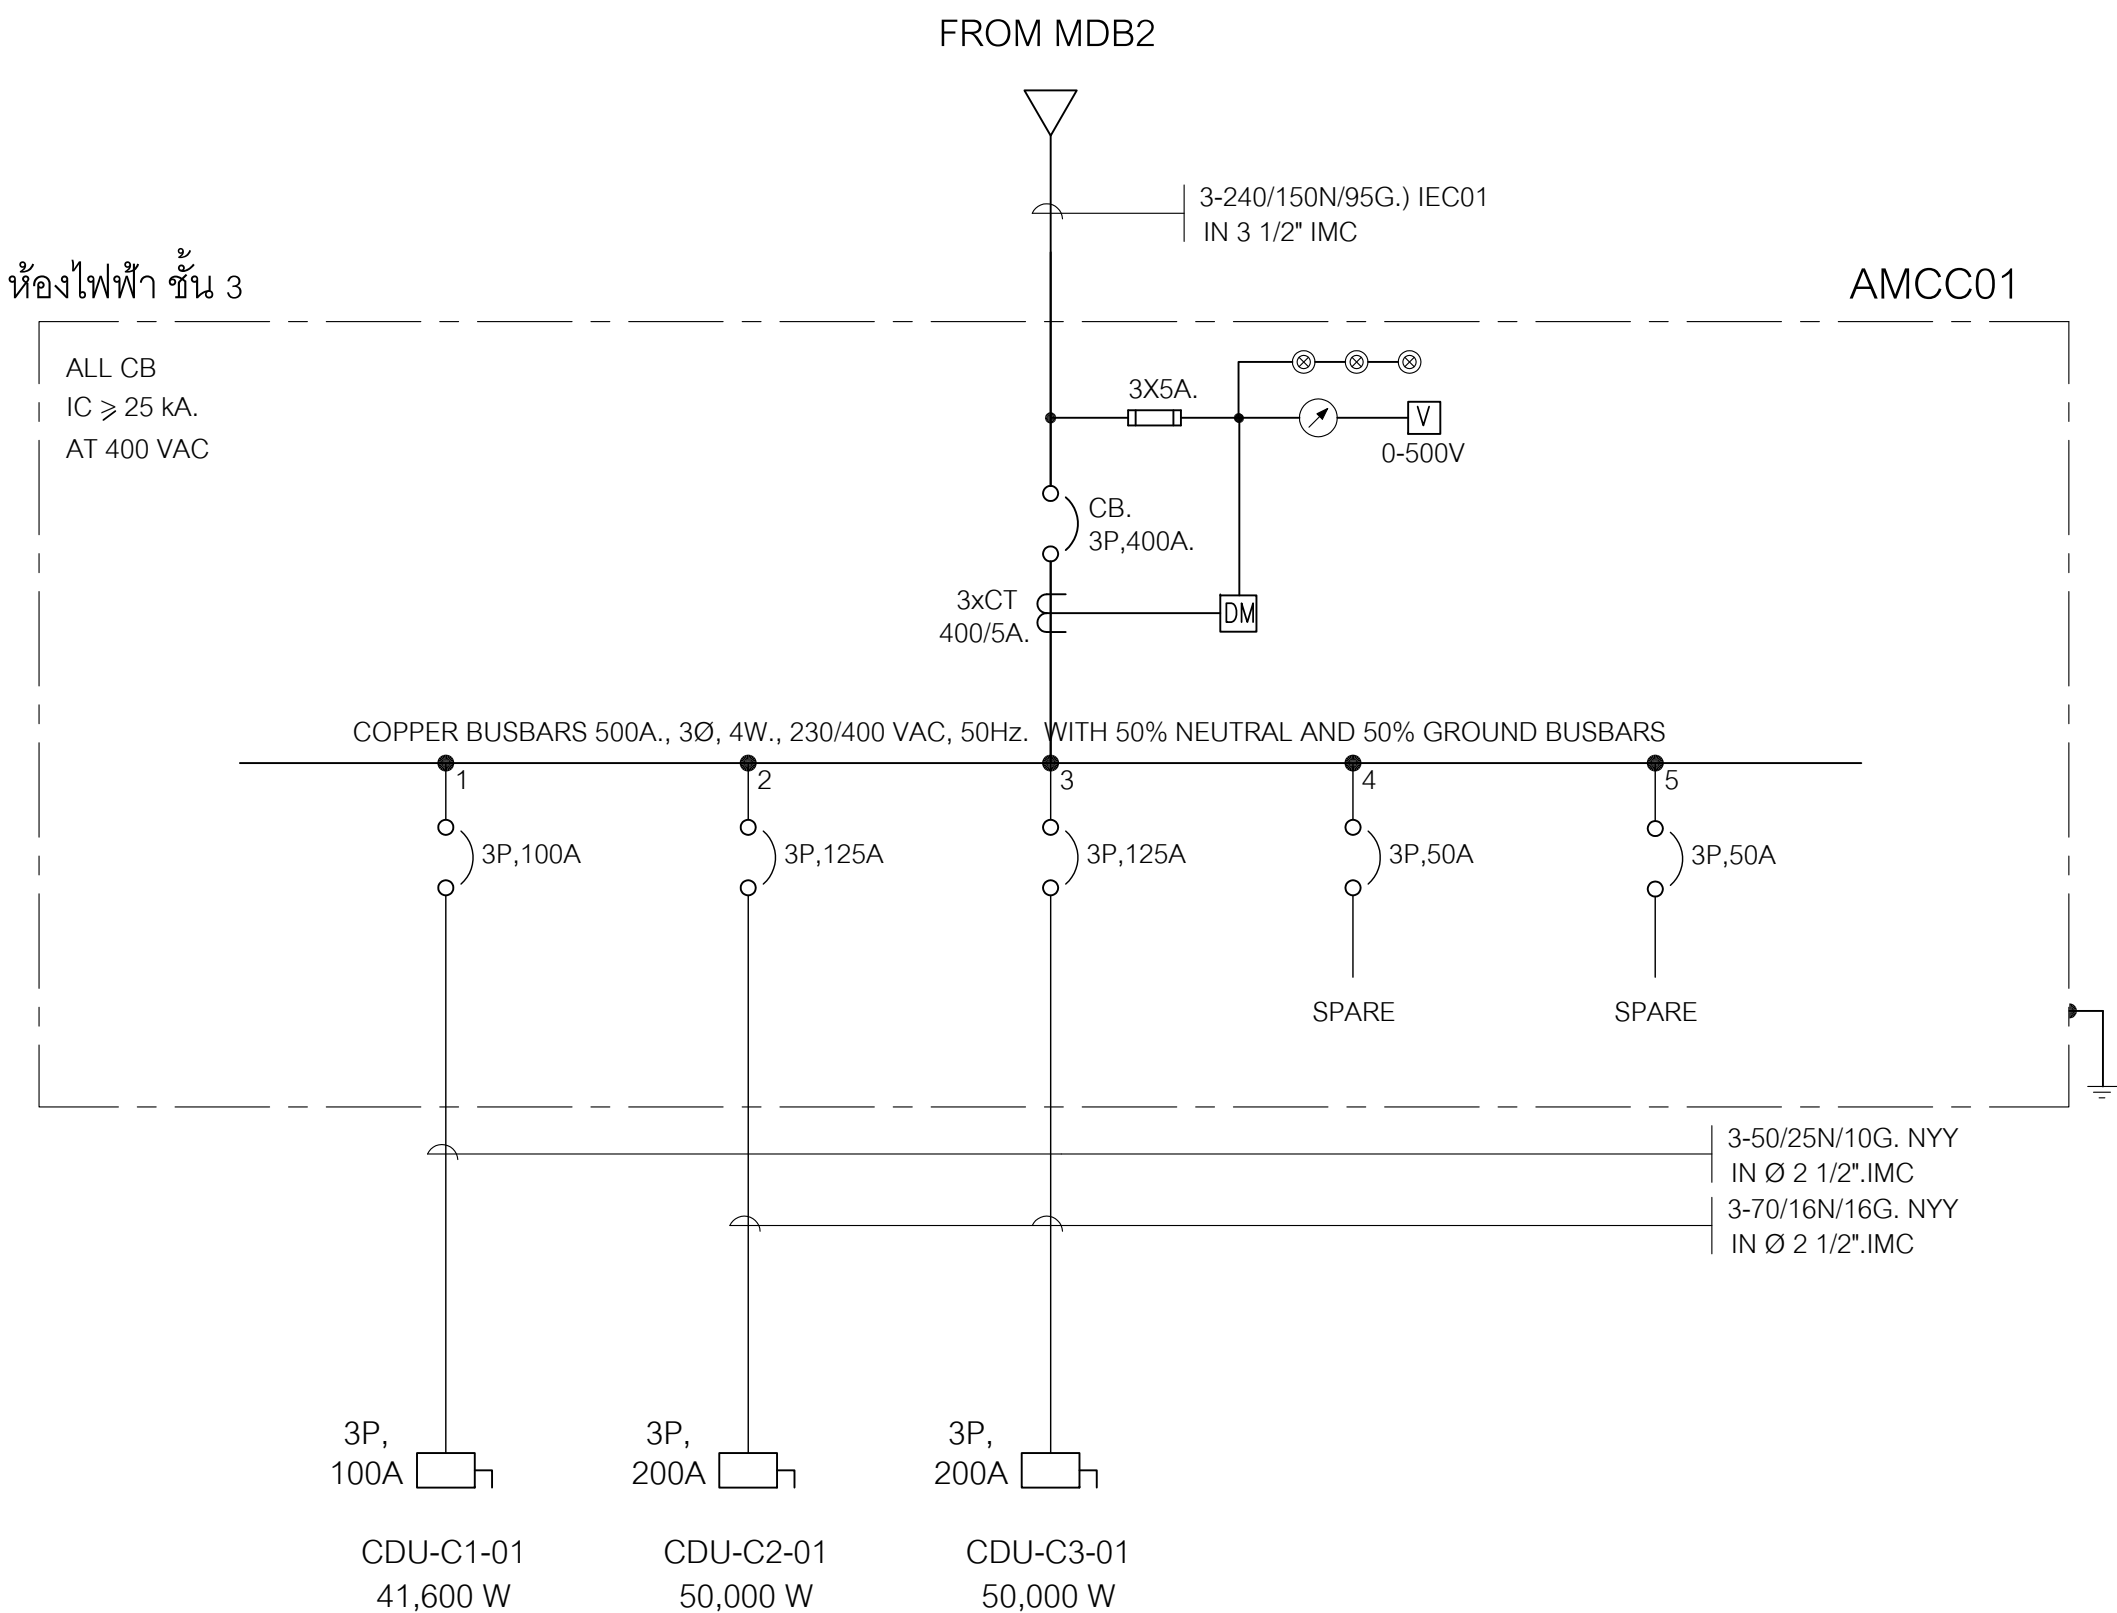 FROM MDB2
3-240/150N/95G.) IEC01
IN 3 1/2" IMC
ห้องไฟฟ้า ชั้น 3
AMCC01
ALL CB
IC ⩾ 25 kA.
AT 400 VAC
3X5A.
V
0-500V
CB.
3P,400A.
3xCT
400/5A.
DM
COPPER BUSBARS 500A., 3Ø, 4W., 230/400 VAC, 50Hz. WITH 50% NEUTRAL AND 50% GROUND BUSBARS
1
2
3
4
5
3P,100A
3P,125A
3P,125A
3P,50A
3P,50A
SPARE
SPARE
3-50/25N/10G. NYY
IN Ø 2 1/2".IMC
3-70/16N/16G. NYY
IN Ø 2 1/2".IMC
3P,
100A
3P,
200A
3P,
200A
CDU-C1-01
41,600 W
CDU-C2-01
50,000 W
CDU-C3-01
50,000 W